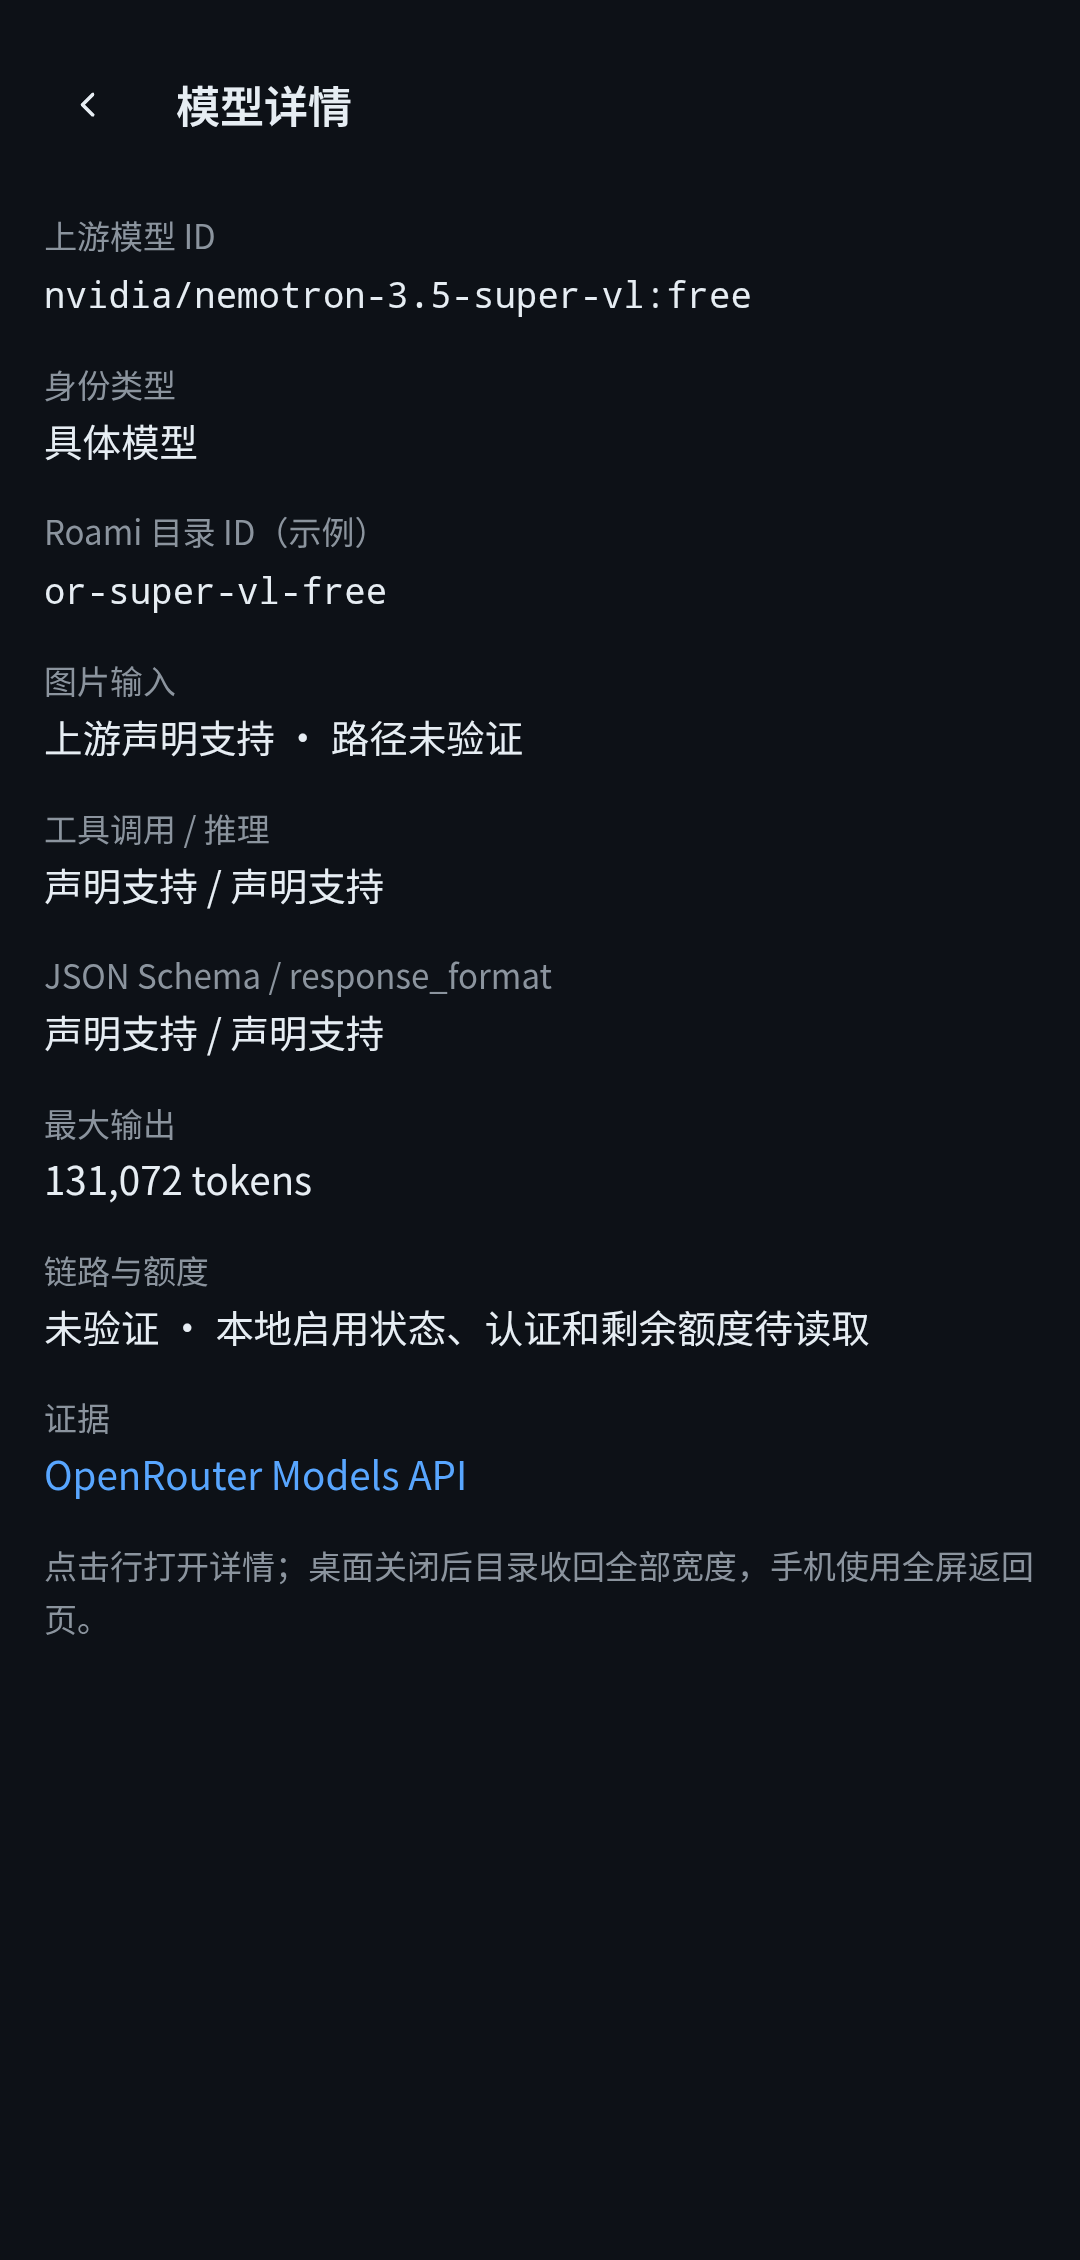 模型详情
上游模型 ID
nvidia/nemotron-3.5-super-vl:free
身份类型
具体模型
Roami 目录 ID（示例）
or-super-vl-free
图片输入
上游声明支持 · 路径未验证
工具调用 / 推理
声明支持 / 声明支持
JSON Schema / response_format
声明支持 / 声明支持
最大输出
131,072 tokens
链路与额度
未验证 · 本地启用状态、认证和剩余额度待读取
证据
OpenRouter Models API
点击行打开详情；桌面关闭后目录收回全部宽度，手机使用全屏返回
页。